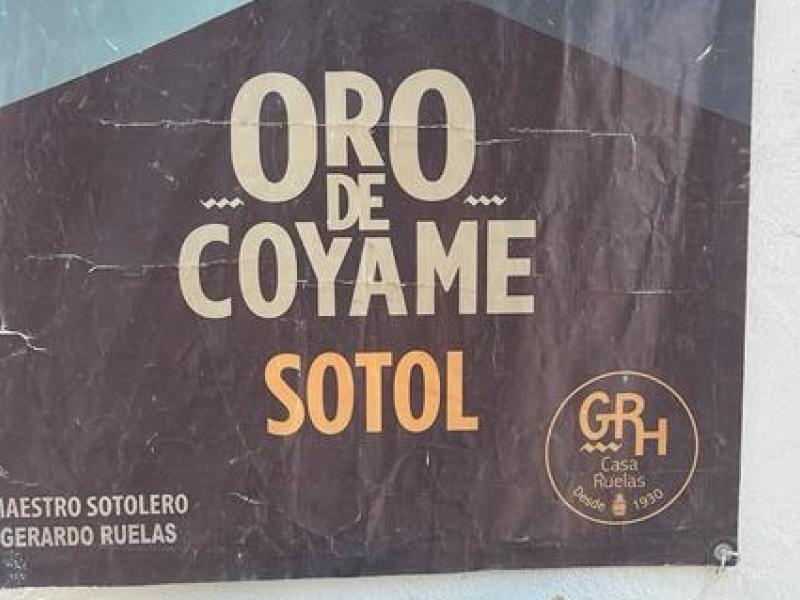 ORO
DE
COYAME
SOTOL
GRH
Casa
Ruelas
Desde 1930
MAESTRO SOTOLERO
GERARDO RUELAS